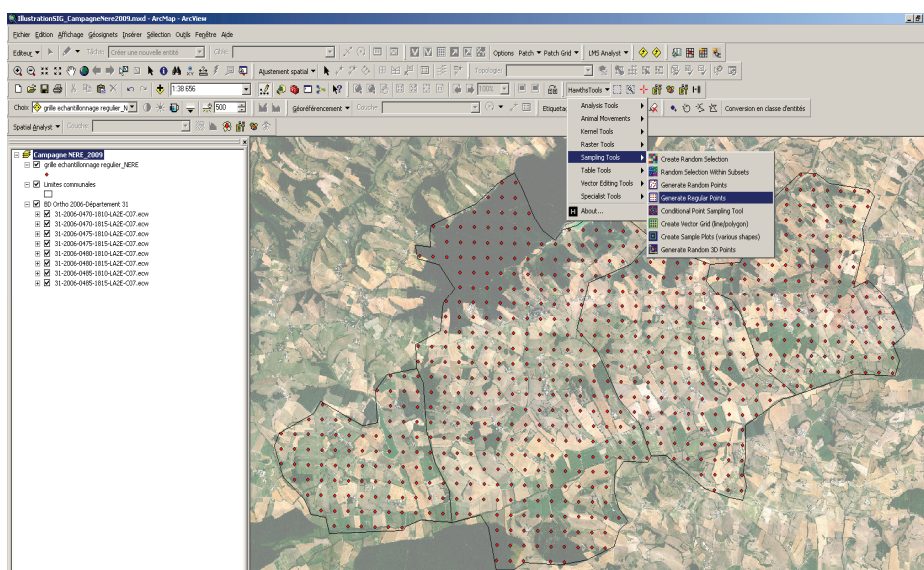 IllustrationSIG_CampagneNere2009.mxd - ArcMap - ArcView
Fichier Edition Affichage Géosignets Insérer Sélection Outils Fenêtre Aide
Editeur Tâche: Créer une nouvelle entité Cible: Options Patch Patch Grid LMS Analyst
Ajustement spatial Topologie:
1:38 656 100% HawthsTools
Choix: grille echantillonnage regulier_N 500 Géoréférencement Couche: Conversion en classe d'entités
Spatial Analyst Couche:
Analysis Tools
Animal Movements
Kernel Tools
Raster Tools
Sampling Tools
Table Tools
Vector Editing Tools
Specialist Tools
About...
Create Random Selection
Random Selection Within Subsets
Generate Random Points
Generate Regular Points
Conditional Point Sampling Tool
Create Vector Grid (line/polygon)
Create Sample Plots (various shapes)
Generate Random 3D Points
Campagne NERE_2009
grille echantillonnage regulier_NERE
Limites communales
BD Ortho 2006-Département 31
31-2006-0470-1810-LA2E-C07.ecw
31-2006-0470-1815-LA2E-C07.ecw
31-2006-0475-1810-LA2E-C07.ecw
31-2006-0475-1815-LA2E-C07.ecw
31-2006-0480-1810-LA2E-C07.ecw
31-2006-0480-1815-LA2E-C07.ecw
31-2006-0485-1810-LA2E-C07.ecw
31-2006-0485-1815-LA2E-C07.ecw